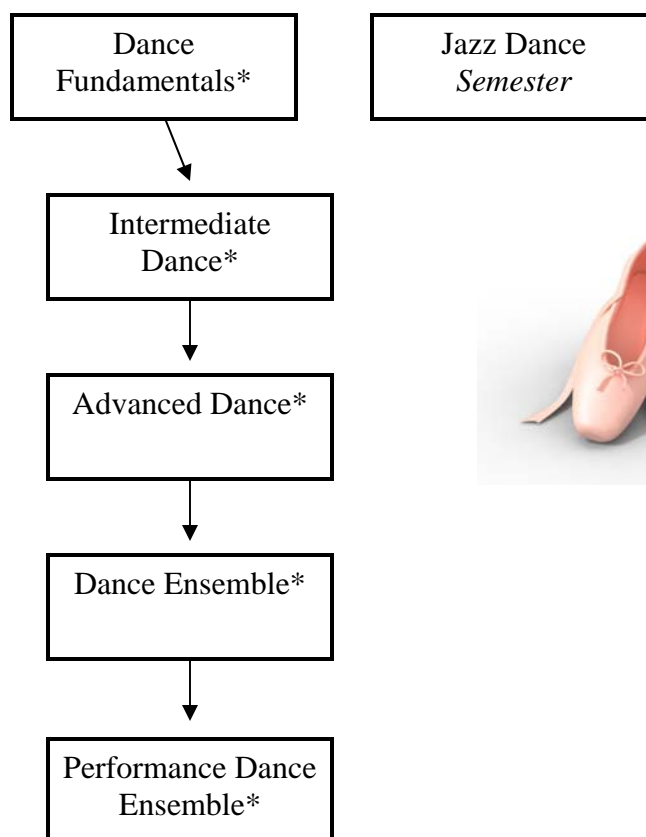 Dance
Fundamentals*
Jazz Dance
Semester
Intermediate
Dance*
Advanced Dance*
Dance Ensemble*
Performance Dance
Ensemble*